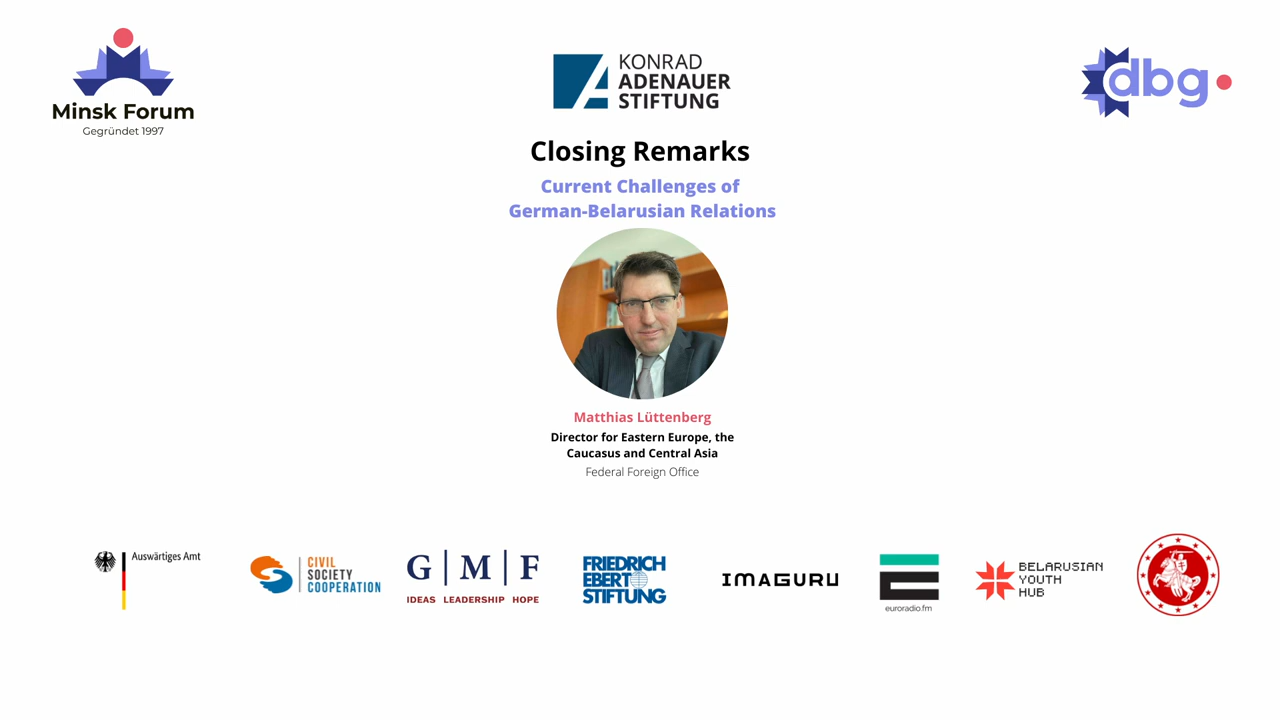 Minsk Forum
Gegründet 1997
KONRAD
ADENAUER
STIFTUNG
dbg
Closing Remarks
Current Challenges of
German-Belarusian Relations
Matthias Lüttenberg
Director for Eastern Europe, the
Caucasus and Central Asia
Federal Foreign Office
Auswärtiges Amt
CIVIL
SOCIETY
COOPERATION
G|M|F
IDEAS LEADERSHIP HOPE
FRIEDRICH
EBERT
STIFTUNG
IMAGURU
euroradio.fm
BELARUSIAN
YOUTH
HUB